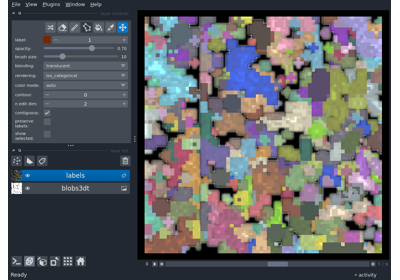 File View Plugins Window Help
label: 1
opacity: 0.70
brush size: 10
blending: translucent
rendering: iso_categorical
color mode: auto
contour: 0
n edit dim: 2
contiguous:
preserve
labels:
show
selected:
labels
blobs3dt
Ready
activity